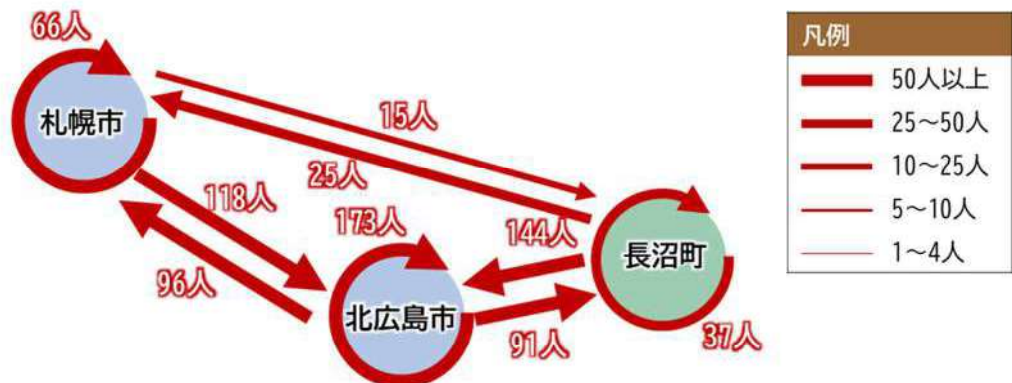 66人
札幌市
15人
25人
118人
96人
173人
144人
長沼町
北広島市
91人
37人
凡例
50人以上
25～50人
10～25人
5～10人
1～4人